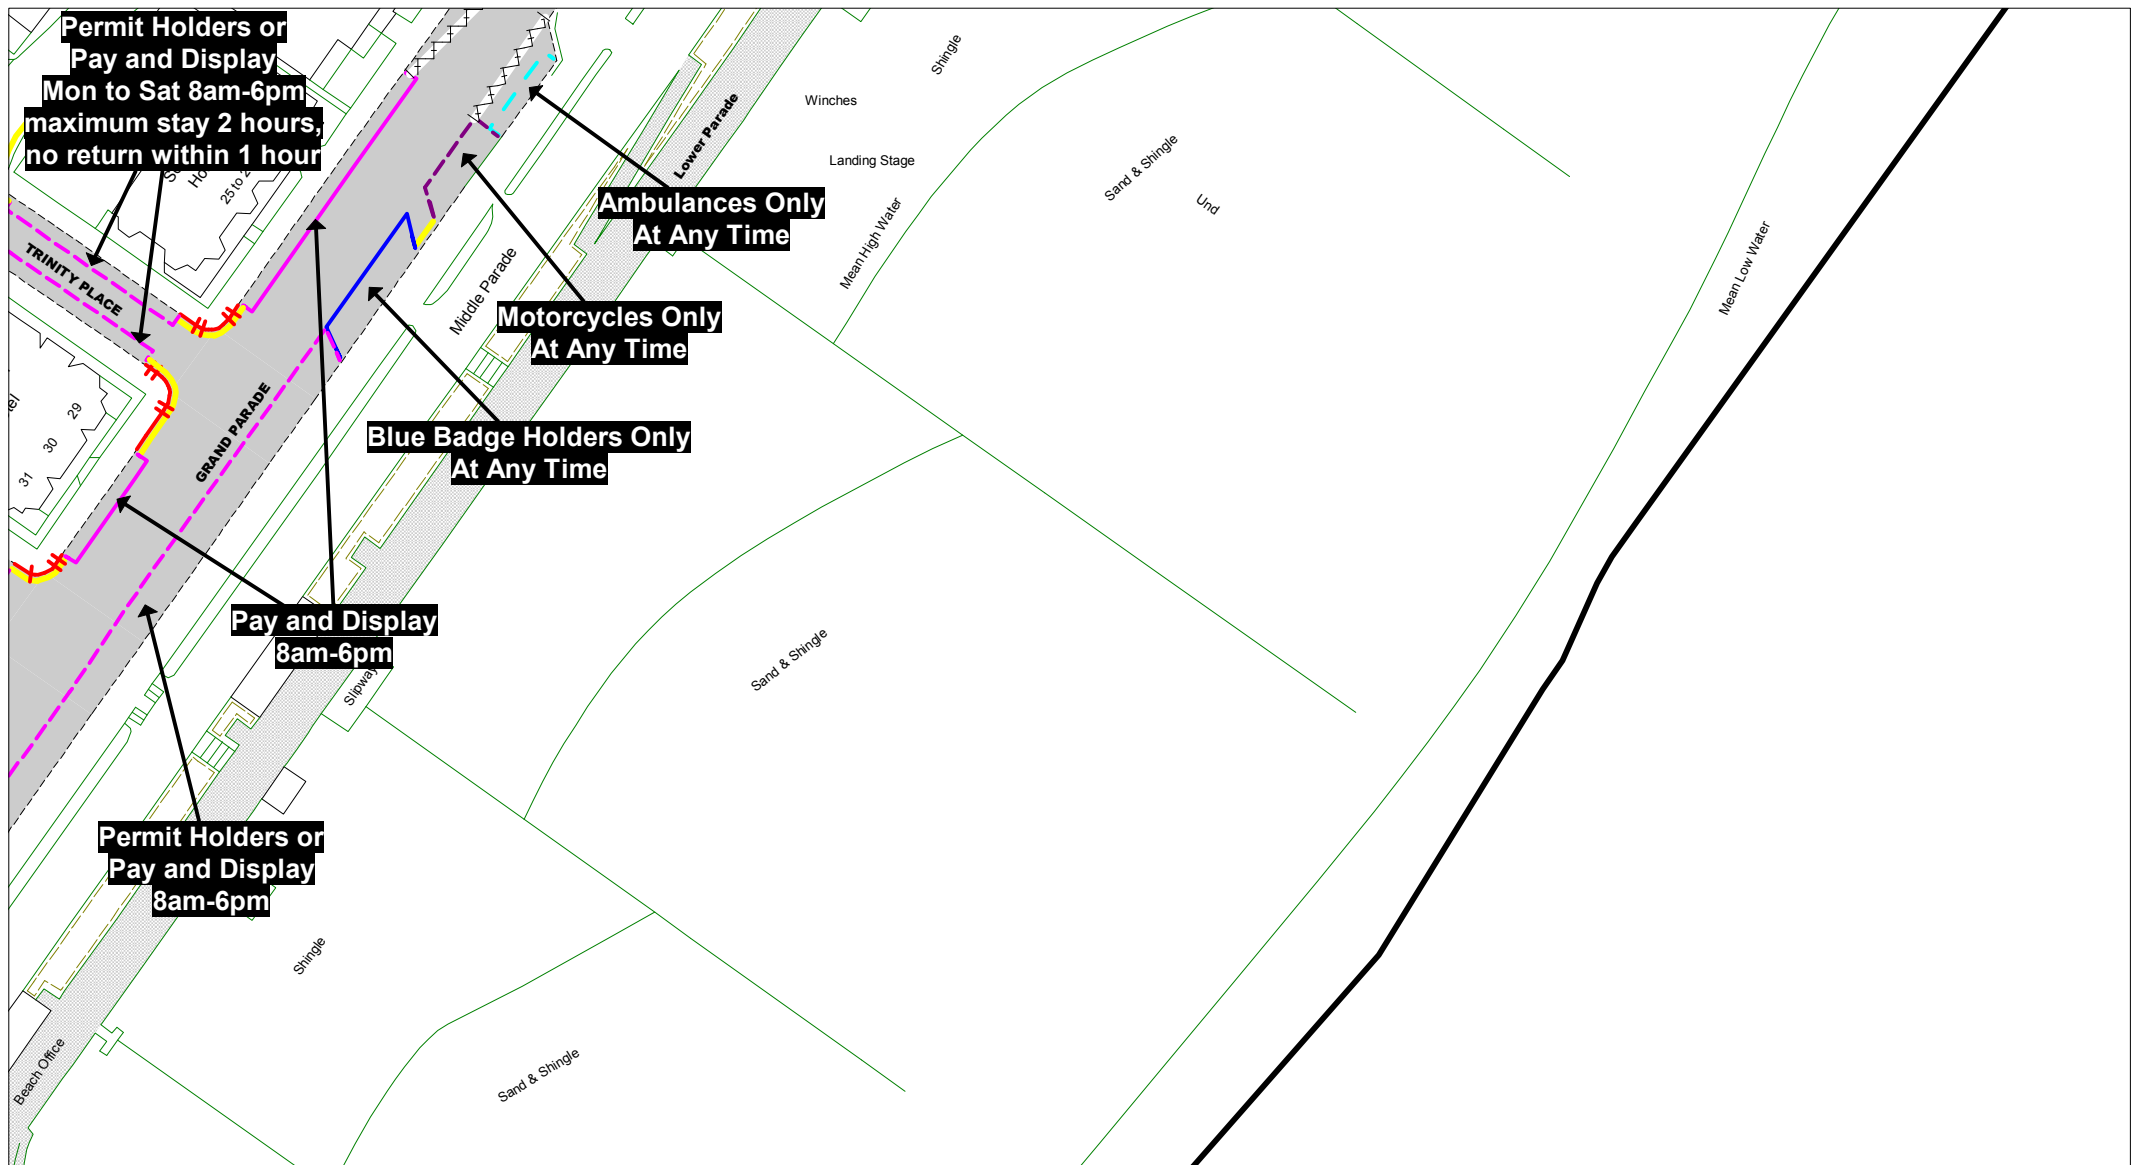 Permit Holders or
Pay and Display
Mon to Sat 8am-6pm
maximum stay 2 hours,
no return within 1 hour
25 to 2
TRINITY PLACE
GRAND PARADE
29
30
31
Ambulances Only
At Any Time
Motorcycles Only
At Any Time
Blue Badge Holders Only
At Any Time
Pay and Display
8am-6pm
Permit Holders or
Pay and Display
8am-6pm
Middle Parade
Lower Parade
Slipway
Beach Office
Winches
Landing Stage
Shingle
Mean High Water
Sand & Shingle
Und
Mean Low Water
Sand & Shingle
Shingle
Sand & Shingle